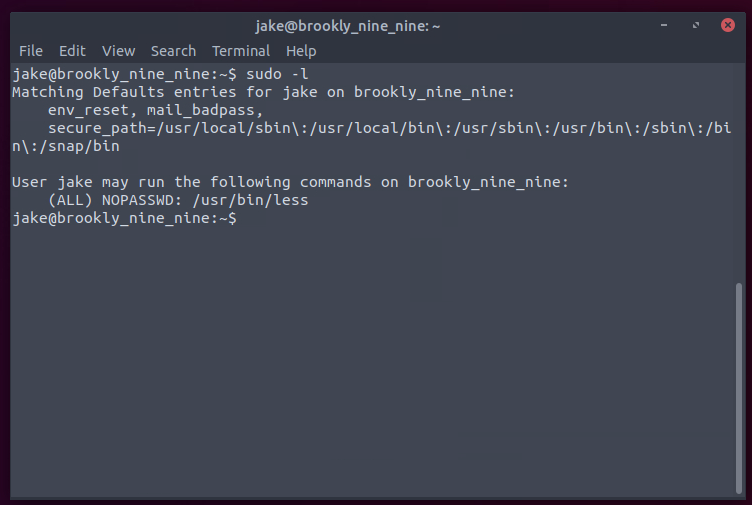 jake@brookly_nine_nine: ~
File Edit View Search Terminal Help
jake@brookly_nine_nine:~$ sudo -l
Matching Defaults entries for jake on brookly_nine_nine:
    env_reset, mail_badpass,
    secure_path=/usr/local/sbin\:/usr/local/bin\:/usr/sbin\:/usr/bin\:/sbin\:/bi
n\:/snap/bin

User jake may run the following commands on brookly_nine_nine:
    (ALL) NOPASSWD: /usr/bin/less
jake@brookly_nine_nine:~$